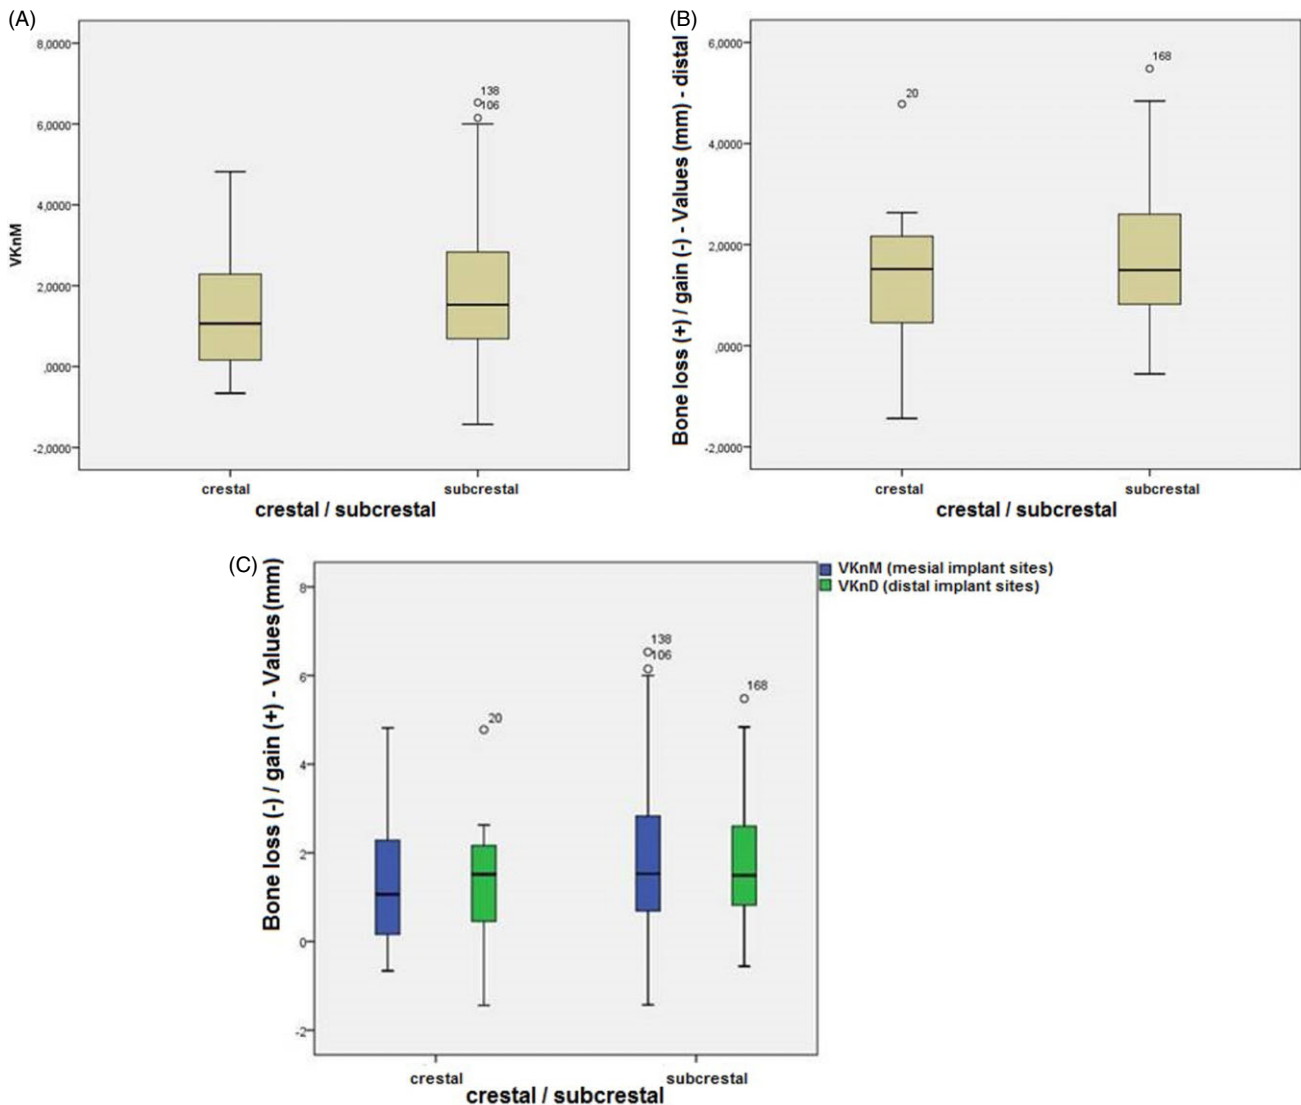 (A)
VKnM
8,0000
6,0000
4,0000
2,0000
,0000
-2,0000
138
106
crestal
subcrestal
crestal / subcrestal
(B)
Bone loss (+) / gain (-) - Values (mm) - distal
6,0000
4,0000
2,0000
,0000
-2,0000
20
168
crestal
subcrestal
crestal / subcrestal
(C)
Bone loss (-) / gain (+) - Values (mm)
8
6
4
2
0
-2
20
138
106
168
crestal
subcrestal
crestal / subcrestal
VKnM (mesial implant sites)
VKnD (distal implant sites)